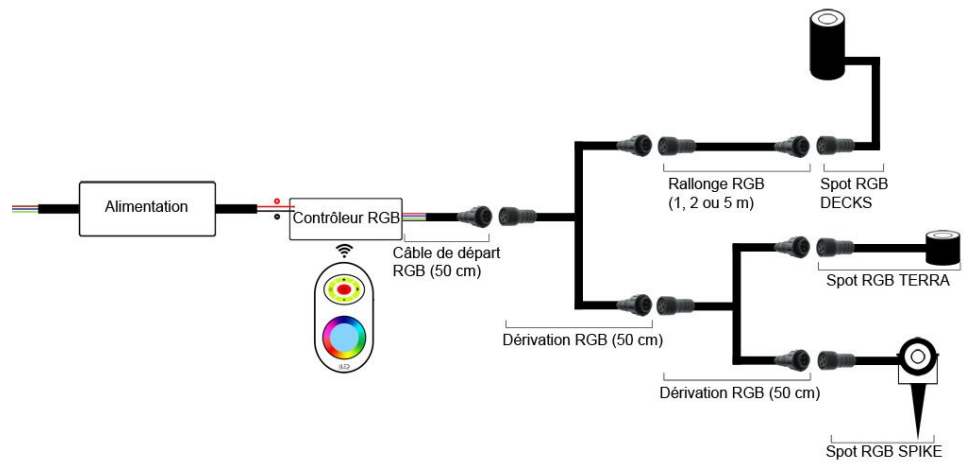 Alimentation
Contrôleur RGB
Câble de départ
RGB (50 cm)
Dérivation RGB (50 cm)
Rallonge RGB
(1, 2 ou 5 m)
Spot RGB
DECKS
Spot RGB TERRA
Dérivation RGB (50 cm)
Spot RGB SPIKE